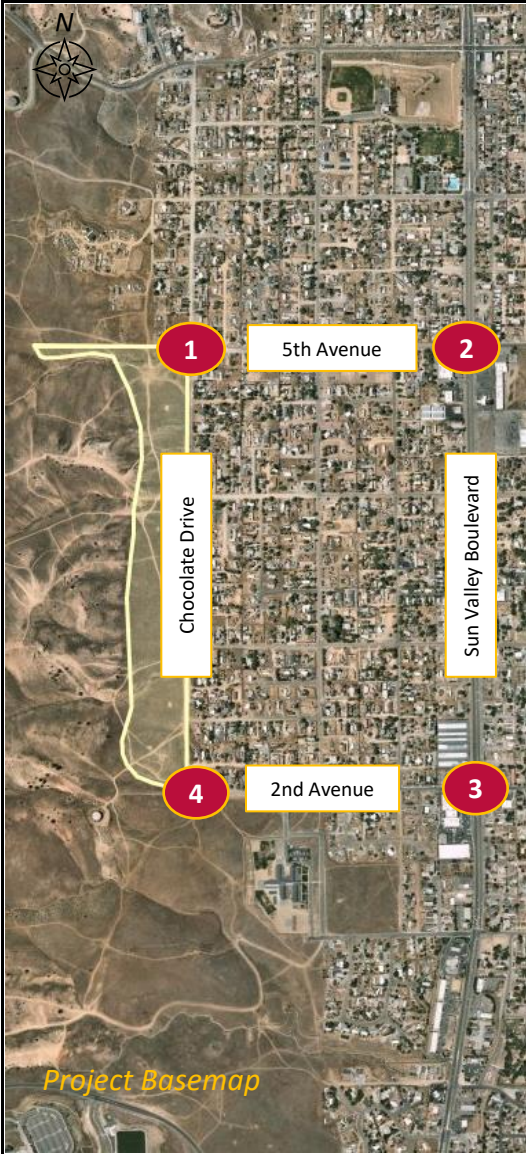 N
1
5th Avenue
2
Chocolate Drive
Sun Valley Boulevard
4
2nd Avenue
3
Project Basemap